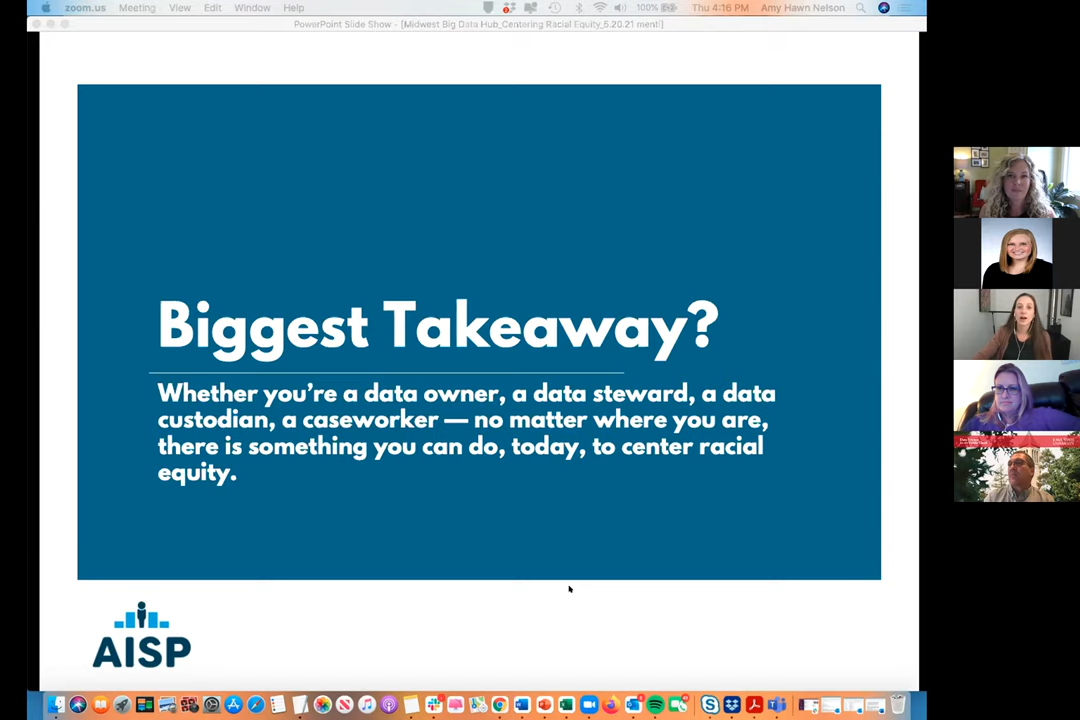 zoom.us Meeting View Edit Window Help 100% Thu 4:16 PM Amy Hawn Nelson
PowerPoint Slide Show - [Midwest Big Data Hub_Centering Racial Equity_5.20.21 menti]
Biggest Takeaway?
Whether you’re a data owner, a data steward, a data
custodian, a caseworker — no matter where you are,
there is something you can do, today, to center racial
equity.
AISP